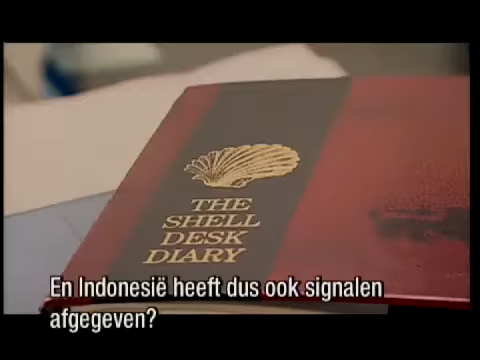 THE
SHELL
DESK
DIARY
En Indonesië heeft dus ook signalen
afgegeven?